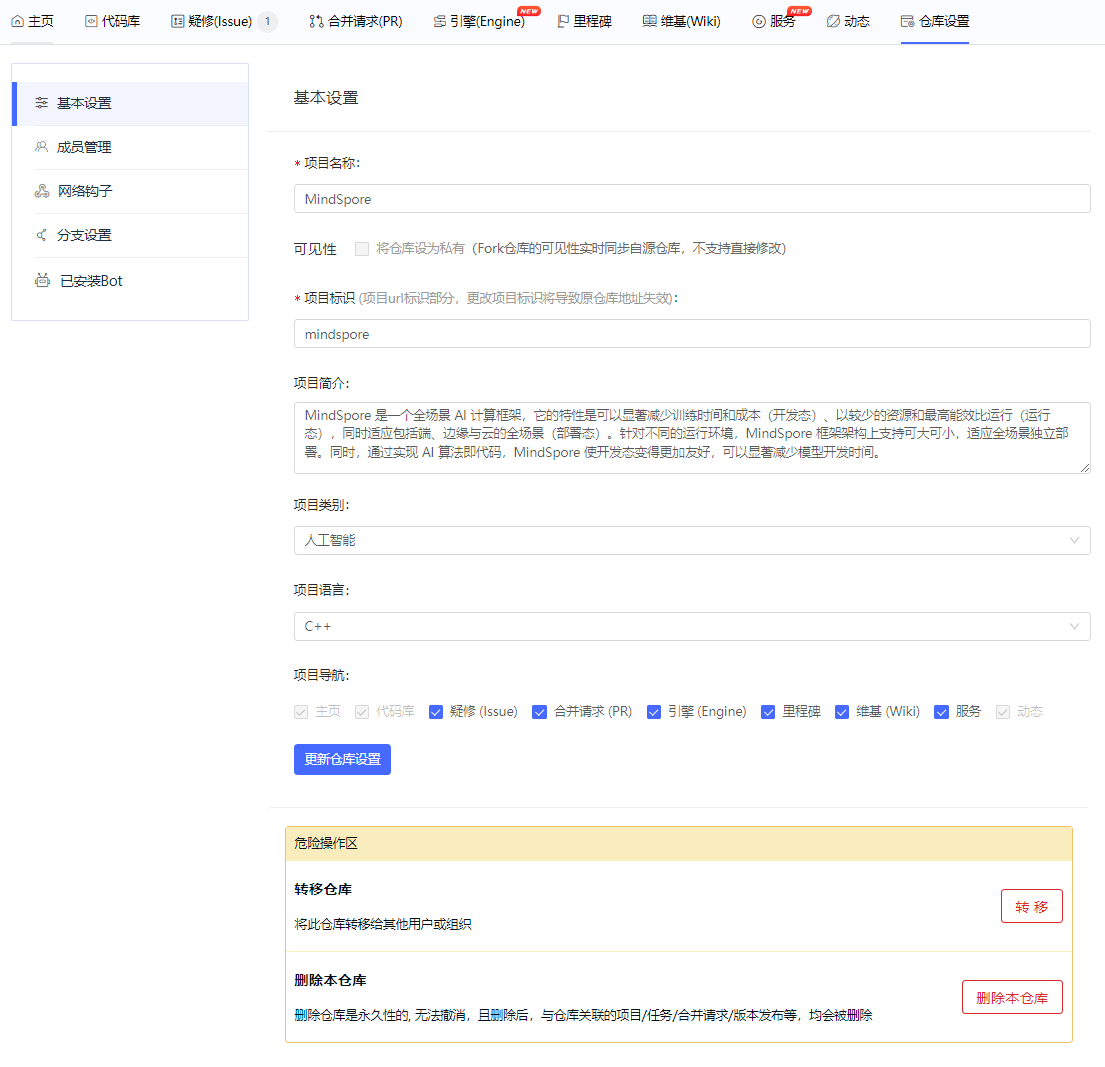 主页 代码库 疑修(Issue) 1 合并请求(PR) 引擎(Engine) NEW 里程碑 维基(Wiki) 服务 NEW 动态 仓库设置
基本设置
成员管理
网络钩子
分支设置
已安装Bot
基本设置
* 项目名称:
MindSpore
可见性 将仓库设为私有（Fork仓库的可见性实时同步自源仓库，不支持直接修改）
* 项目标识 (项目url标识部分，更改项目标识将导致原仓库地址失效):
mindspore
项目简介:
MindSpore 是一个全场景 AI 计算框架，它的特性是可以显著减少训练时间和成本（开发态）、以较少的资源和最高能效比运行（运行
态），同时适应包括端、边缘与云的全场景（部署态）。针对不同的运行环境，MindSpore 框架架构上支持可大可小，适应全场景独立部
署。同时，通过实现 AI 算法即代码，MindSpore 使开发态变得更加友好，可以显著减少模型开发时间。
项目类别:
人工智能
项目语言:
C++
项目导航:
主页 代码库 疑修 (Issue) 合并请求 (PR) 引擎 (Engine) 里程碑 维基 (Wiki) 服务 动态
更新仓库设置
危险操作区
转移仓库
将此仓库转移给其他用户或组织
转 移
删除本仓库
删除仓库是永久性的, 无法撤消，且删除后，与仓库关联的项目/任务/合并请求/版本发布等，均会被删除
删除本仓库